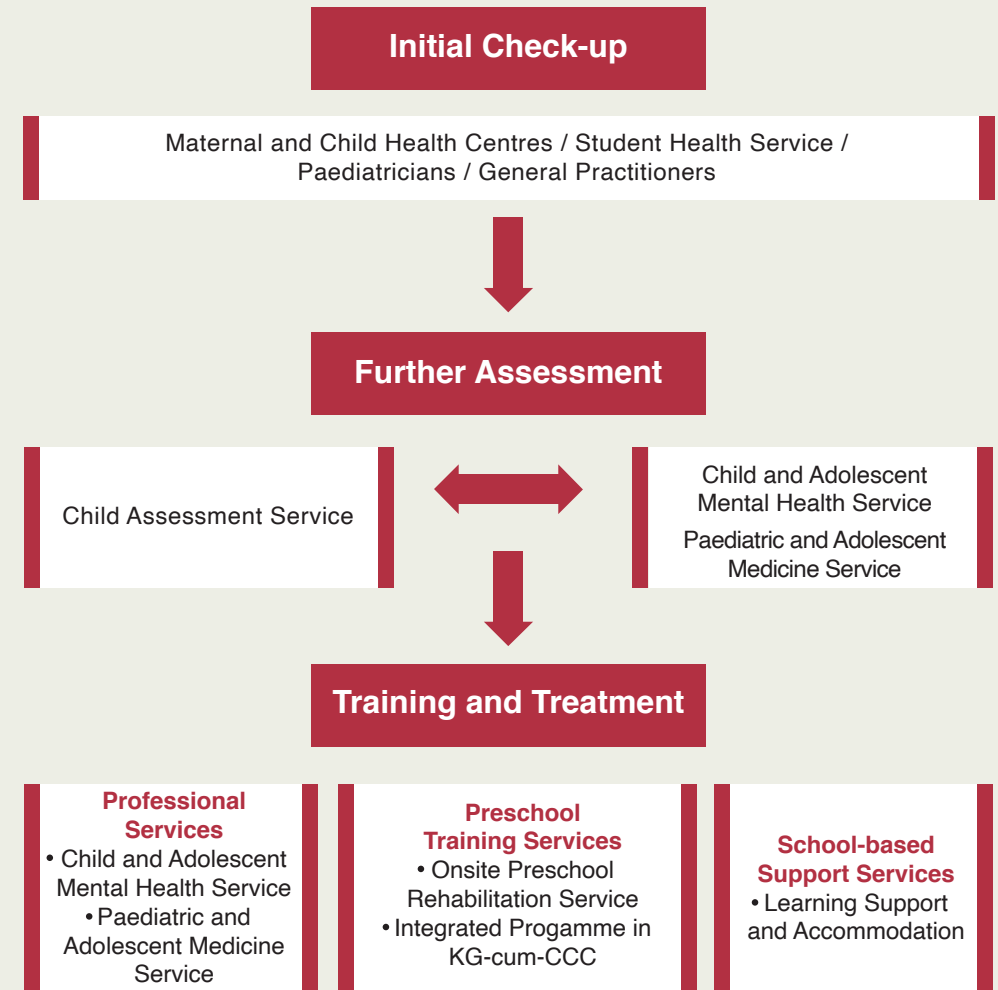 Initial Check-up
Maternal and Child Health Centres / Student Health Service /
Paediatricians / General Practitioners
Further Assessment
Child Assessment Service
Child and Adolescent
Mental Health Service
Paediatric and Adolescent
Medicine Service
Training and Treatment
Professional
Services
• Child and Adolescent
Mental Health Service
• Paediatric and
Adolescent Medicine
Service
Preschool
Training Services
• Onsite Preschool
Rehabilitation Service
• Integrated Progamme in
KG-cum-CCC
School-based
Support Services
• Learning Support
and Accommodation